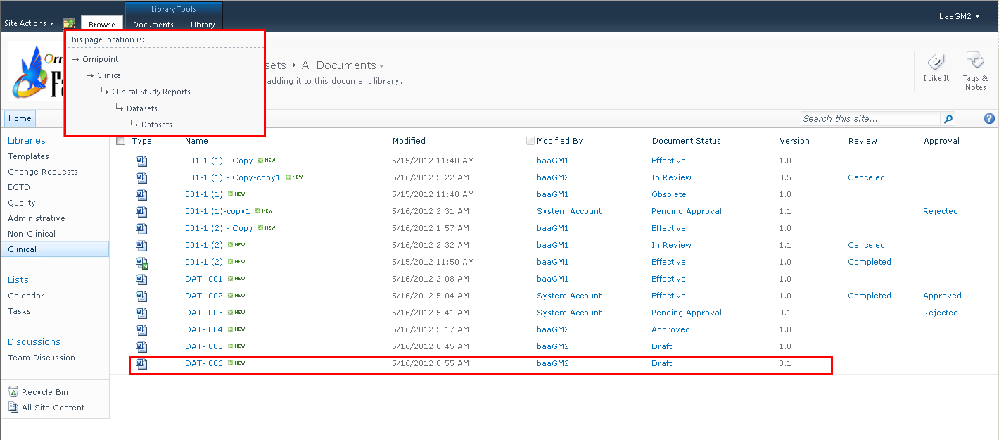 Library Tools
Site Actions Browse Documents Library baaGM2
This page location is:
Ornipoint
Clinical
Clinical Study Reports
Datasets
Datasets
sets All Documents
adding it to this document library.
I Like It
Tags &
Notes
Home
Search this site...
Libraries
Templates
Change Requests
ECTD
Quality
Administrative
Non-Clinical
Clinical
Lists
Calendar
Tasks
Discussions
Team Discussion
Recycle Bin
All Site Content
Type Name Modified Modified By Document Status Version Review Approval
001-1 (1) - Copy NEW 5/15/2012 11:40 AM baaGM1 Effective 1.0
001-1 (1) - Copy-copy1 NEW 5/16/2012 5:22 AM baaGM2 In Review 0.5 Canceled
001-1 (1) NEW 5/15/2012 11:48 AM baaGM1 Obsolete 1.0
001-1 (1)-copy1 NEW 5/16/2012 2:31 AM System Account Pending Approval 1.1 Rejected
001-1 (2) - Copy NEW 5/16/2012 1:57 AM baaGM1 Effective 1.0
001-1 (2) NEW 5/16/2012 2:32 AM baaGM1 In Review 1.1 Canceled
001-1 (2) NEW 5/15/2012 11:50 AM baaGM1 Effective 1.0 Completed
DAT- 001 NEW 5/16/2012 2:08 AM baaGM1 Effective 1.0
DAT- 002 NEW 5/16/2012 5:04 AM System Account Effective 1.0 Completed Approved
DAT- 003 NEW 5/16/2012 5:41 AM System Account Pending Approval 0.1 Rejected
DAT- 004 NEW 5/16/2012 5:17 AM baaGM2 Approved 1.0
DAT- 005 NEW 5/16/2012 8:45 AM baaGM2 Draft 1.0
DAT- 006 NEW 5/16/2012 8:55 AM baaGM2 Draft 0.1